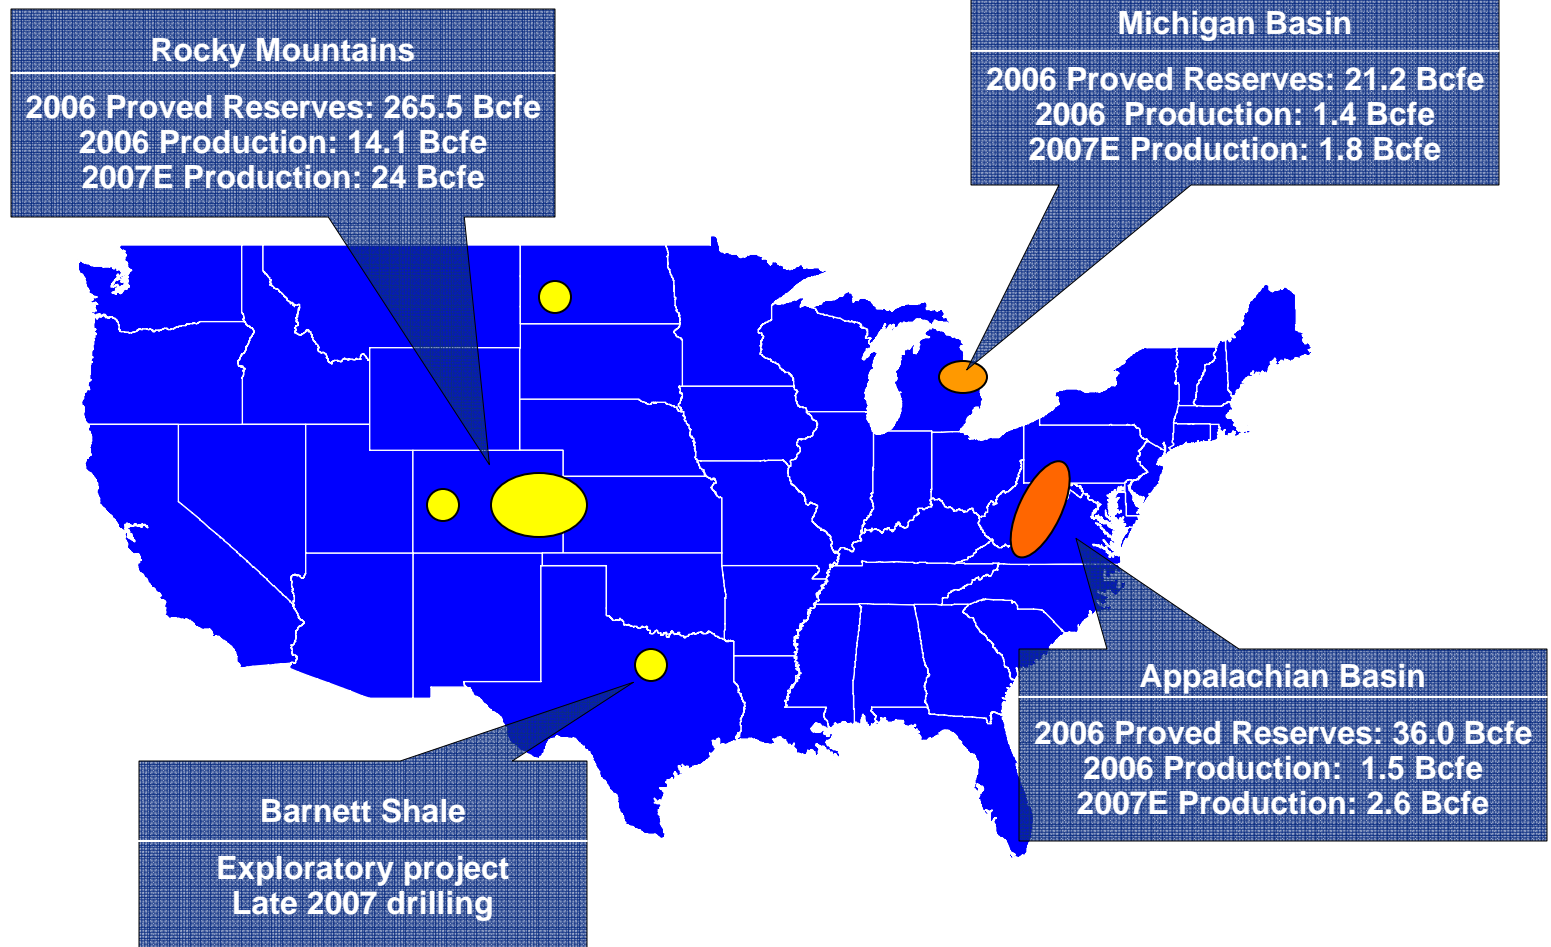 Rocky Mountains
2006 Proved Reserves: 265.5 Bcfe
2006 Production: 14.1 Bcfe
2007E Production: 24 Bcfe
Michigan Basin
2006 Proved Reserves: 21.2 Bcfe
2006  Production: 1.4 Bcfe
2007E Production: 1.8 Bcfe
Appalachian Basin
2006 Proved Reserves: 36.0 Bcfe
2006 Production:  1.5 Bcfe
2007E Production: 2.6 Bcfe
Barnett Shale
Exploratory project
Late 2007 drilling